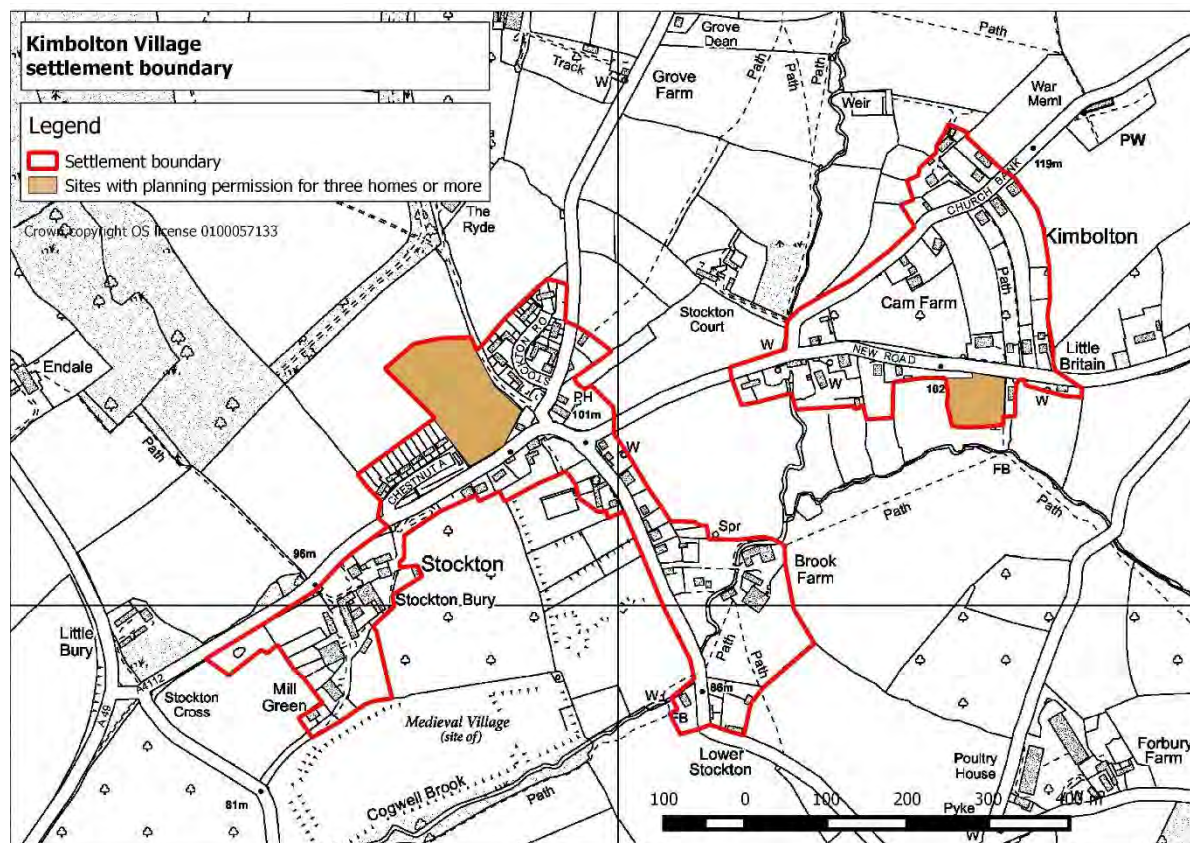 Kimbolton Village
settlement boundary
Legend
Settlement boundary
Sites with planning permission for three homes or more
Crown copyright OS license 0100057133
Grove
Dean
Track
W
Grove
Farm
Path
Path
Path
Path
Weir
War
Meml
PW
119m
CHURCH BANK
Kimbolton
The
Ryde
Cam Farm
Path
Stockton
Court
STOCKTON RO
W
NEW ROAD
W
Little
Britain
102
W
Endale
PH
101m
W
Path
CHESTNUT A
FB
Path
Path
Spr
96m
Stockton
Brook
Farm
Stockton Bury
Little
Bury
Path
Path
A4112
Stockton
Cross
A 49
Mill
Green
W
86m
FB
Medieval Village
(site of)
Lower
Stockton
Poultry
House
Forbury
Farm
81m
Cogwell Brook
Path
W
Pyke
W
100 0 100 200 300 400 m